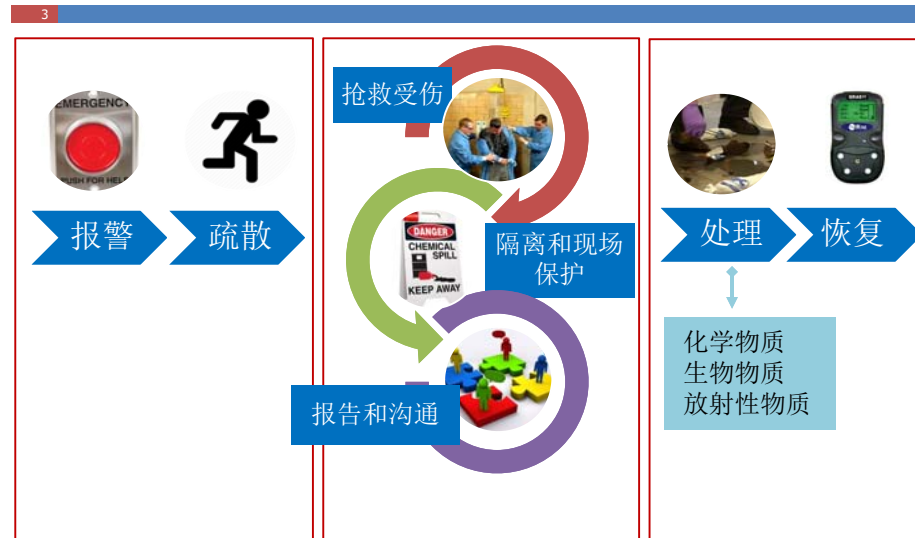 3
EMERGENCY
PUSH FOR HELP
报警
疏散
抢救受伤
DANGER
CHEMICAL
SPILL
KEEP AWAY
隔离和现场
保护
报告和沟通
处理
恢复
化学物质
生物物质
放射性物质